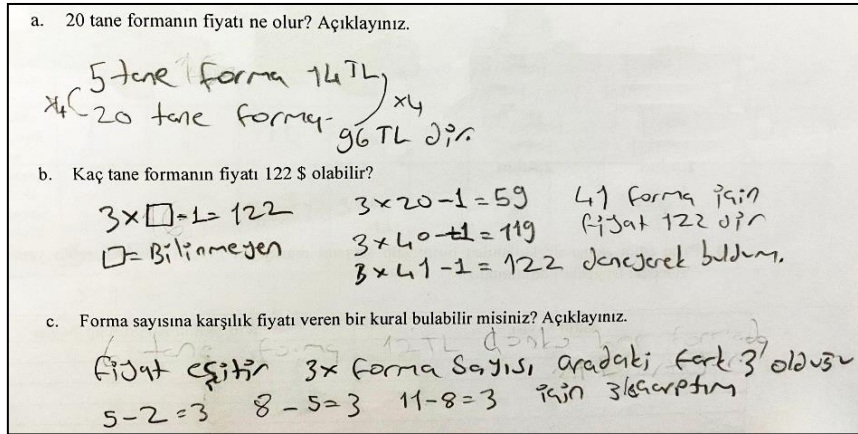 a. 20 tane formanın fiyatı ne olur? Açıklayınız.
5 tane forma 14 TL
x4 x4
20 tane forma
96 TL dir.
b. Kaç tane formanın fiyatı 122 $ olabilir?
3×□-1=122
□= Bilinmeyen
3×20-1=59
3×40-1=119
3×41-1=122
41 forma için
fiyat 122 dir
deneyerek buldum.
c. Forma sayısına karşılık fiyatı veren bir kural bulabilir misiniz? Açıklayınız.
fiyat eşittir 3x forma sayısı, aradaki fark 3 olduğu
5-2=3 8-5=3 11-8=3 için 3 çarptım